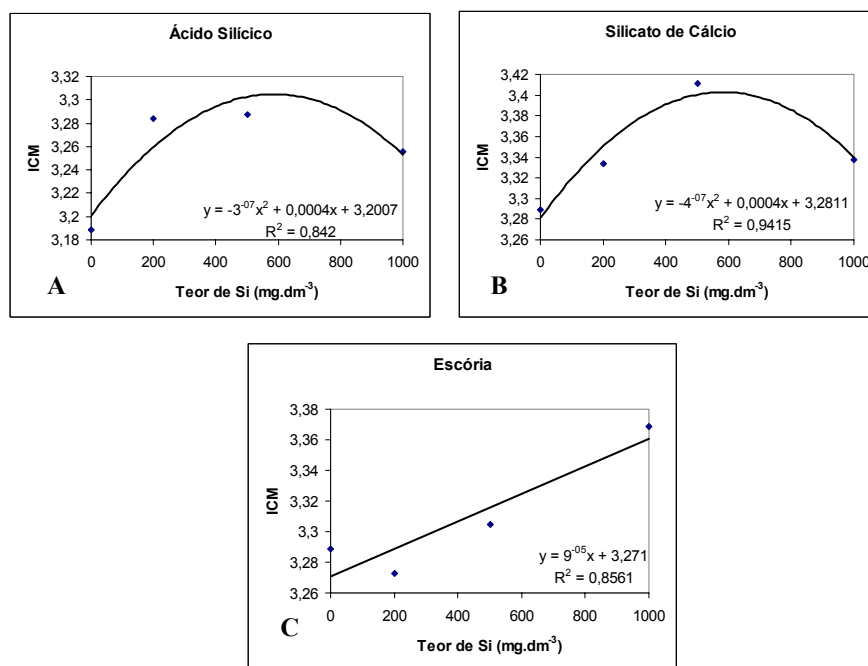 Ácido Silícico
3,32
3,3
3,28
3,26
3,24
3,22
3,2
3,18
ICM
y = -3⁻⁰⁷x² + 0,0004x + 3,2007
R² = 0,842
0 200 400 600 800 1000
A
Teor de Si (mg.dm⁻³)
Silicato de Cálcio
3,42
3,4
3,38
3,36
3,34
3,32
3,3
3,28
3,26
ICM
y = -4⁻⁰⁷x² + 0,0004x + 3,2811
R² = 0,9415
0 200 400 600 800 1000
B
Teor de Si (mg.dm⁻³)
Escória
3,38
3,36
3,34
3,32
3,3
3,28
3,26
ICM
y = 9⁻⁰⁵x + 3,271
R² = 0,8561
0 200 400 600 800 1000
C
Teor de Si (mg.dm⁻³)